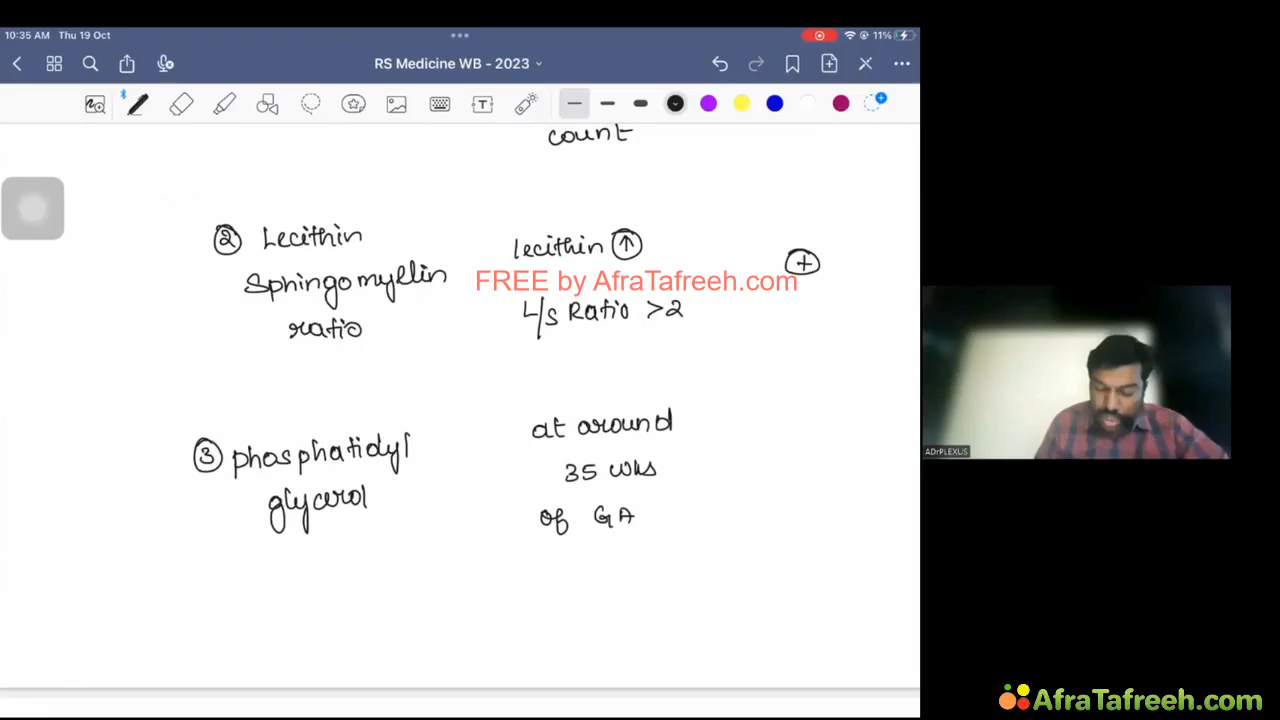 10:35 AM Thu 19 Oct
11%
RS Medicine WB - 2023
T
count
② Lecithin
Sphingomyllin
ratio
lecithin ↑
+
FREE by AfraTafreeh.com
L/S Ratio >2
③ phosphatidyl
glycerol
at around
35 wks
of GA
ADrPLEXUS
AfraTafreeh.com